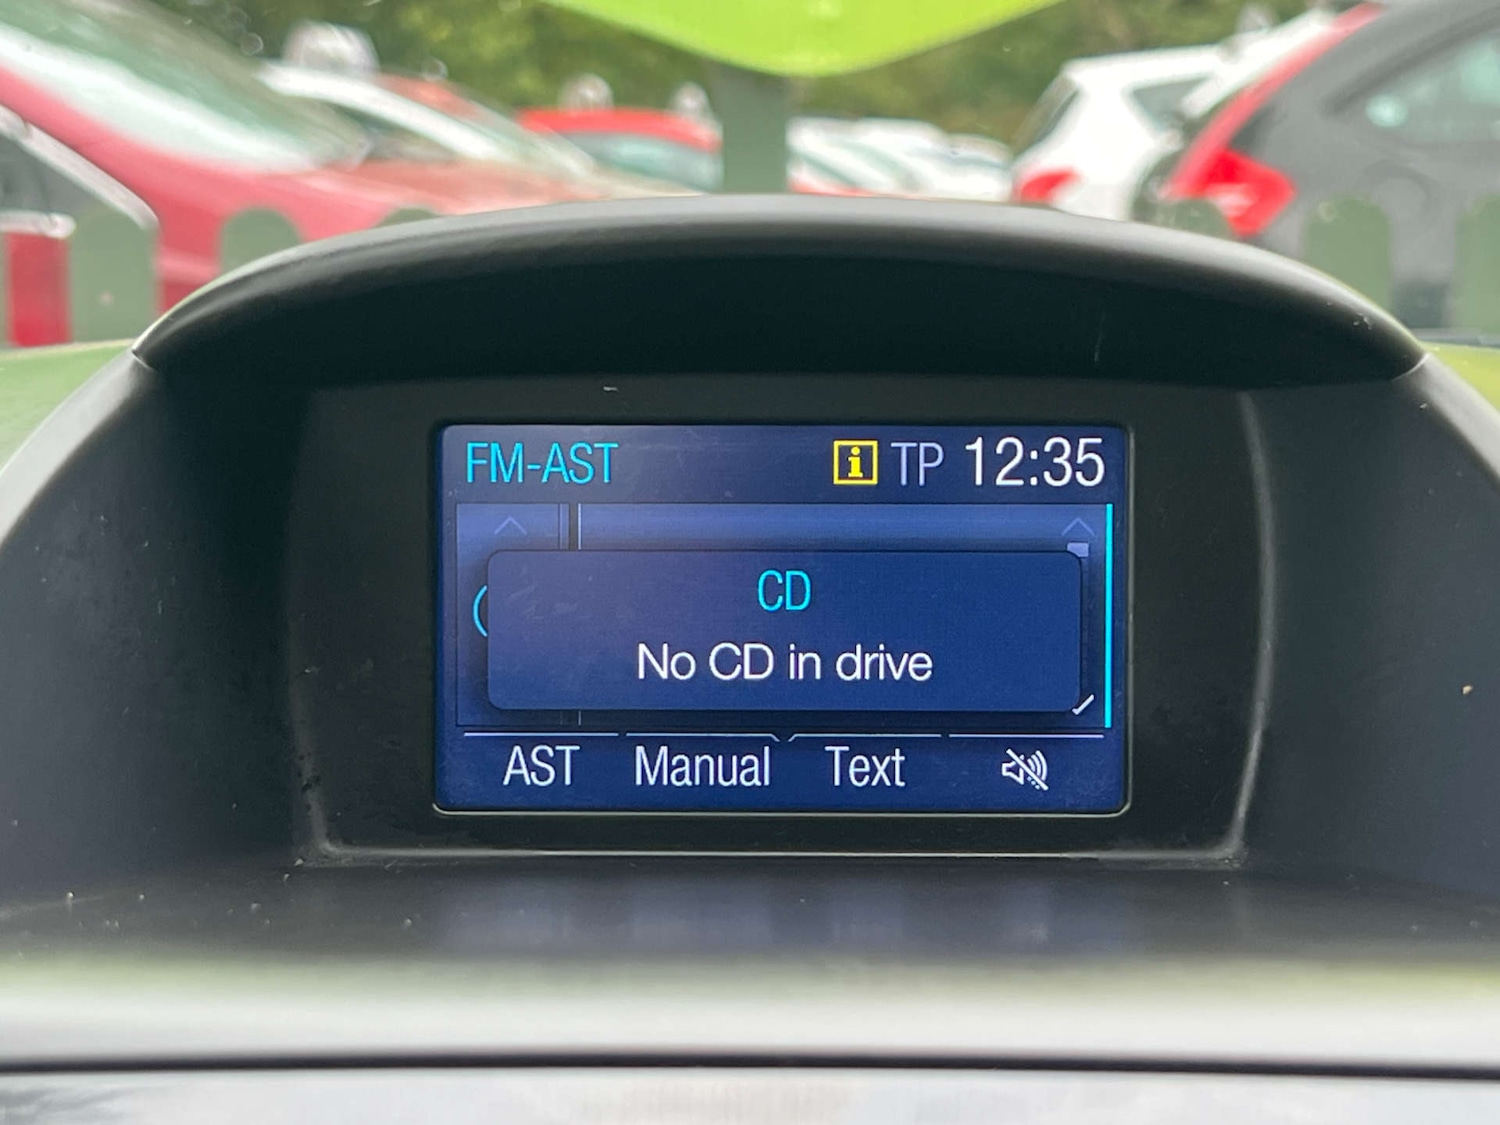 FM-AST i TP 12:35
CD
No CD in drive
AST Manual Text